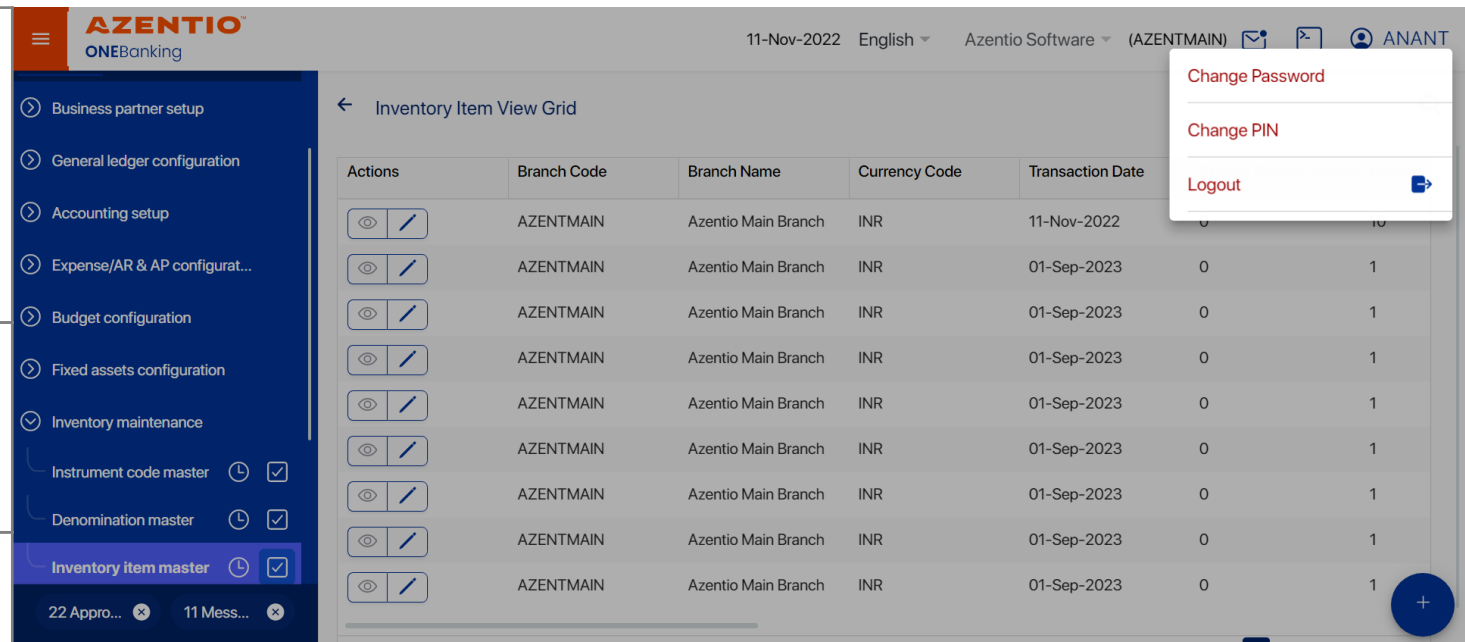 AZENTIO™
ONEBanking
11-Nov-2022 English Azentio Software (AZENTMAIN) ANANT
Change Password
Change PIN
Logout
Business partner setup
General ledger configuration
Accounting setup
Expense/AR & AP configurat...
Budget configuration
Fixed assets configuration
Inventory maintenance
Instrument code master
Denomination master
Inventory item master
22 Appro... 11 Mess...
Inventory Item View Grid
Actions Branch Code Branch Name Currency Code Transaction Date
AZENTMAIN Azentio Main Branch INR 11-Nov-2022 0 10
AZENTMAIN Azentio Main Branch INR 01-Sep-2023 0 1
AZENTMAIN Azentio Main Branch INR 01-Sep-2023 0 1
AZENTMAIN Azentio Main Branch INR 01-Sep-2023 0 1
AZENTMAIN Azentio Main Branch INR 01-Sep-2023 0 1
AZENTMAIN Azentio Main Branch INR 01-Sep-2023 0 1
AZENTMAIN Azentio Main Branch INR 01-Sep-2023 0 1
AZENTMAIN Azentio Main Branch INR 01-Sep-2023 0 1
AZENTMAIN Azentio Main Branch INR 01-Sep-2023 0 1